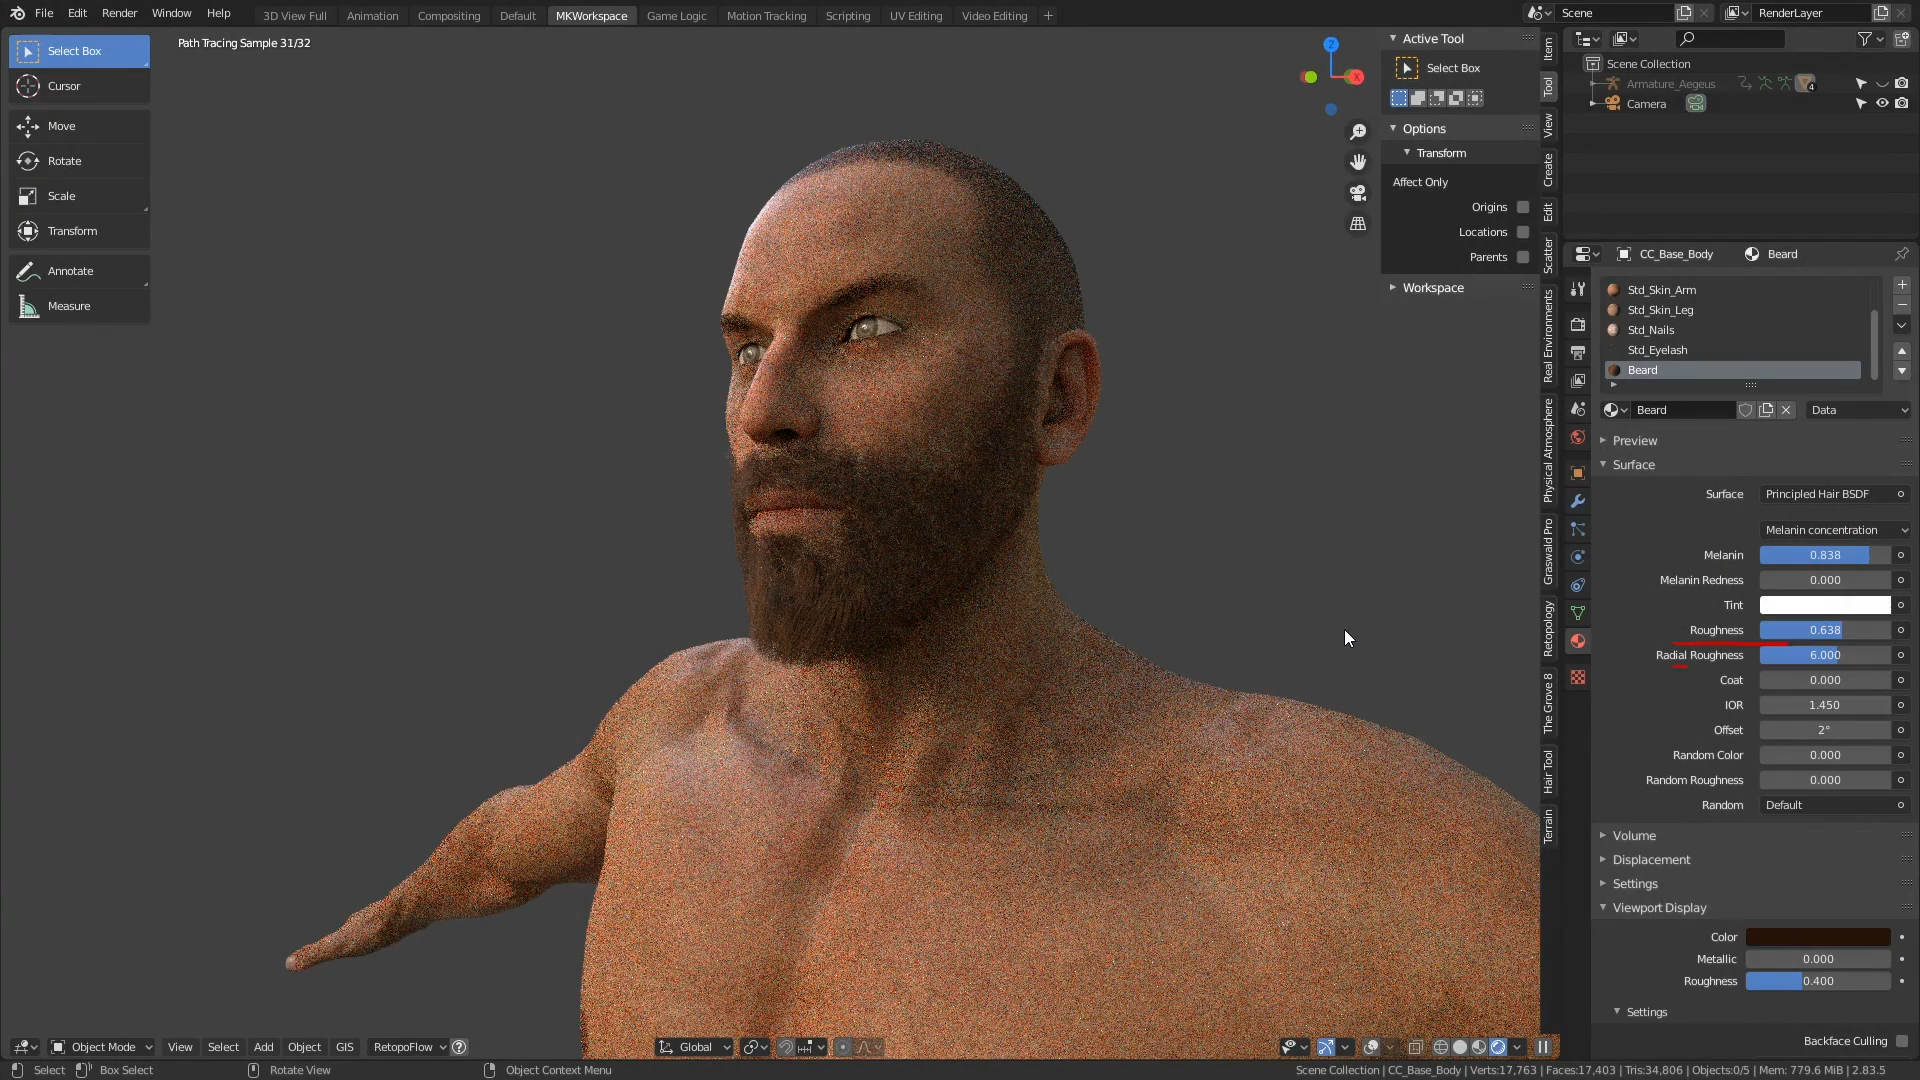 File Edit Render Window Help 3D View Full Animation Compositing Default MKWorkspace Game Logic Motion Tracking Scripting UV Editing Video Editing + Scene RenderLayer
Path Tracing Sample 31/32
Select Box
Cursor
Move
Rotate
Scale
Transform
Annotate
Measure
Z
X
Active Tool
Select Box
Options
Transform
Affect Only
Origins
Locations
Parents
Workspace
Item
Tool
View
Create
Edit
Scatter
Real Environments
Physical Atmosphere
Graswald Pro
Retopology
The Grove 8
Hair Tool
Terrain
Scene Collection
Armature_Aegeus 4
Camera
CC_Base_Body Beard
Std_Skin_Arm
Std_Skin_Leg
Std_Nails
Std_Eyelash
Beard
Beard Data
Preview
Surface
Surface Principled Hair BSDF
Melanin concentration
Melanin 0.838
Melanin Redness 0.000
Tint
Roughness 0.638
Radial Roughness 6.000
Coat 0.000
IOR 1.450
Offset 2°
Random Color 0.000
Random Roughness 0.000
Random Default
Volume
Displacement
Settings
Viewport Display
Color
Metallic 0.000
Roughness 0.400
Settings
Backface Culling
Object Mode View Select Add Object GIS RetopoFlow ? Global
Select Box Select Rotate View Object Context Menu Scene Collection | CC_Base_Body | Verts:17,763 | Faces:17,403 | Tris:34,806 | Objects:0/5 | Mem: 779.6 MiB | 2.83.5